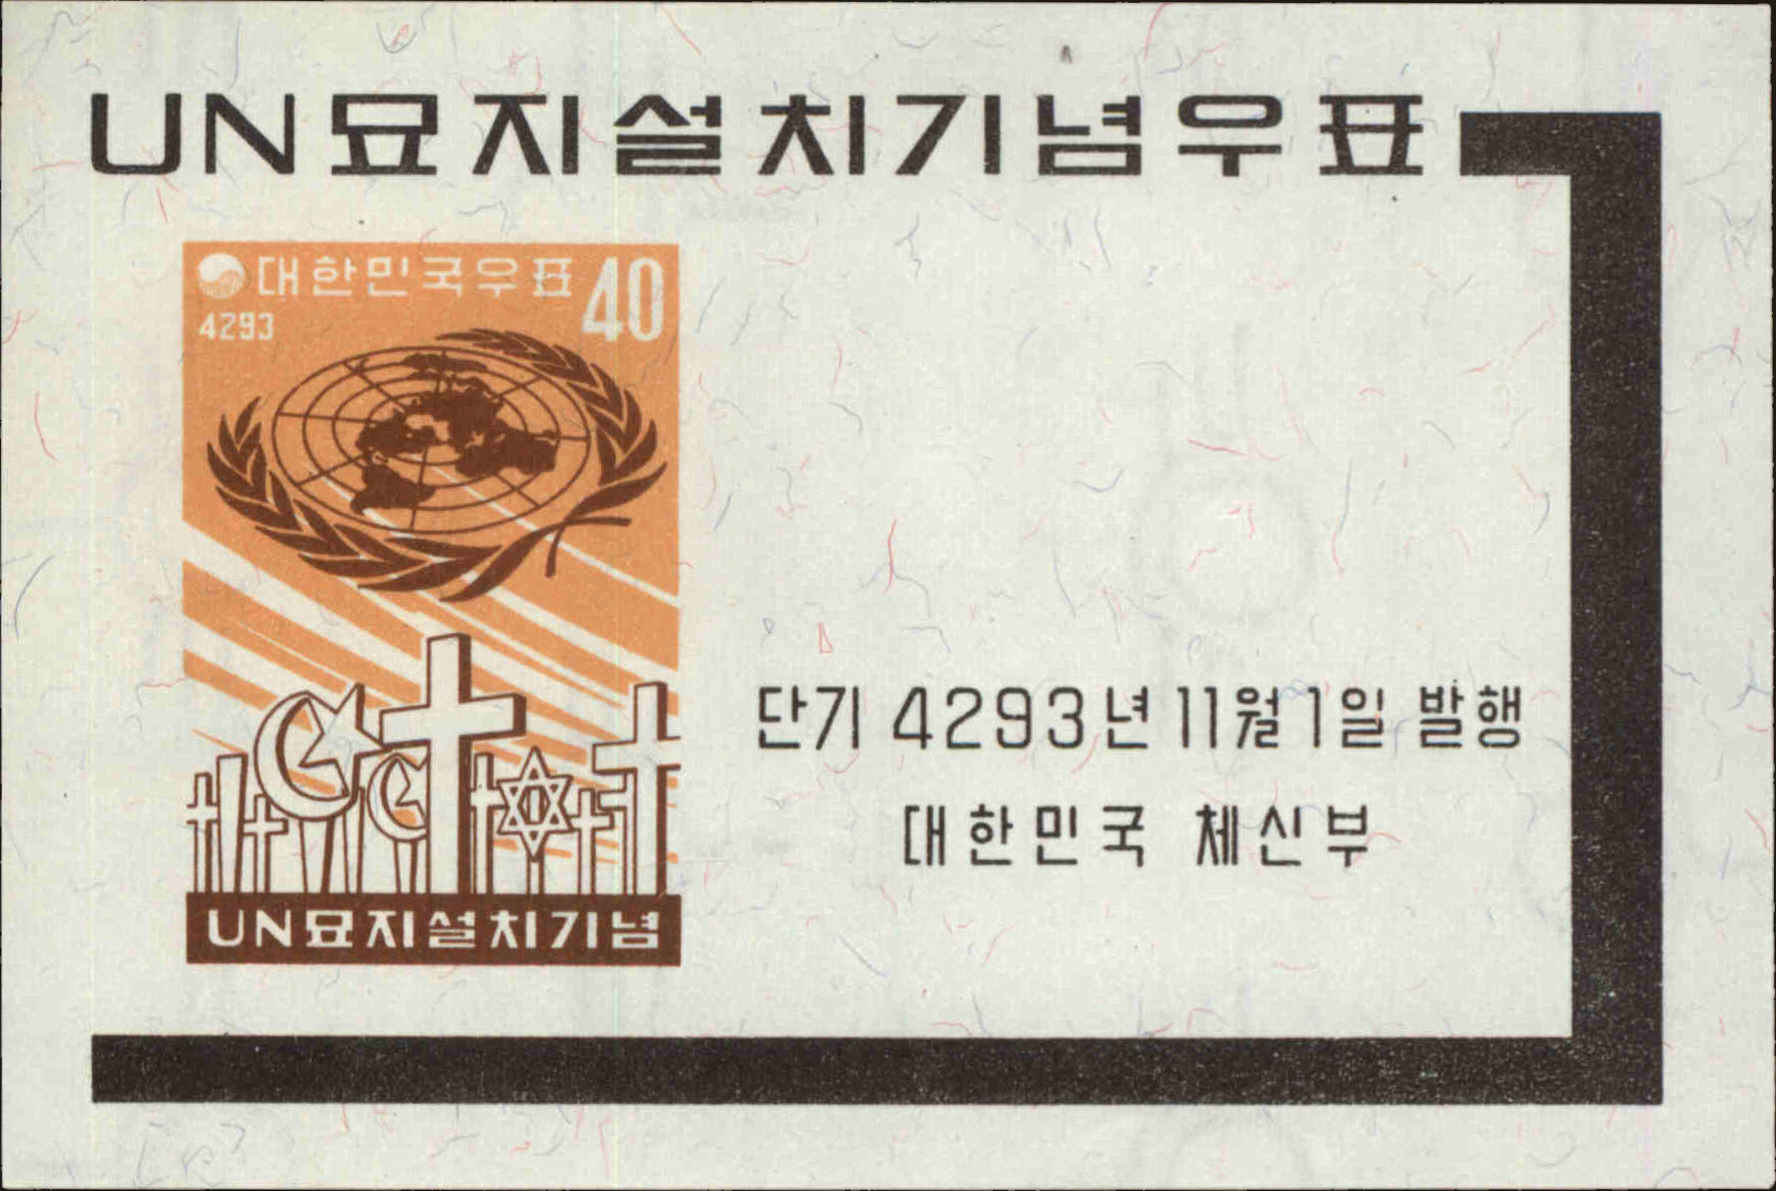 UN묘지설치기념우표
대한민국우표 40
4293
UN묘지설치기념
단기 4293년 11월 1일 발행
대한민국 체신부